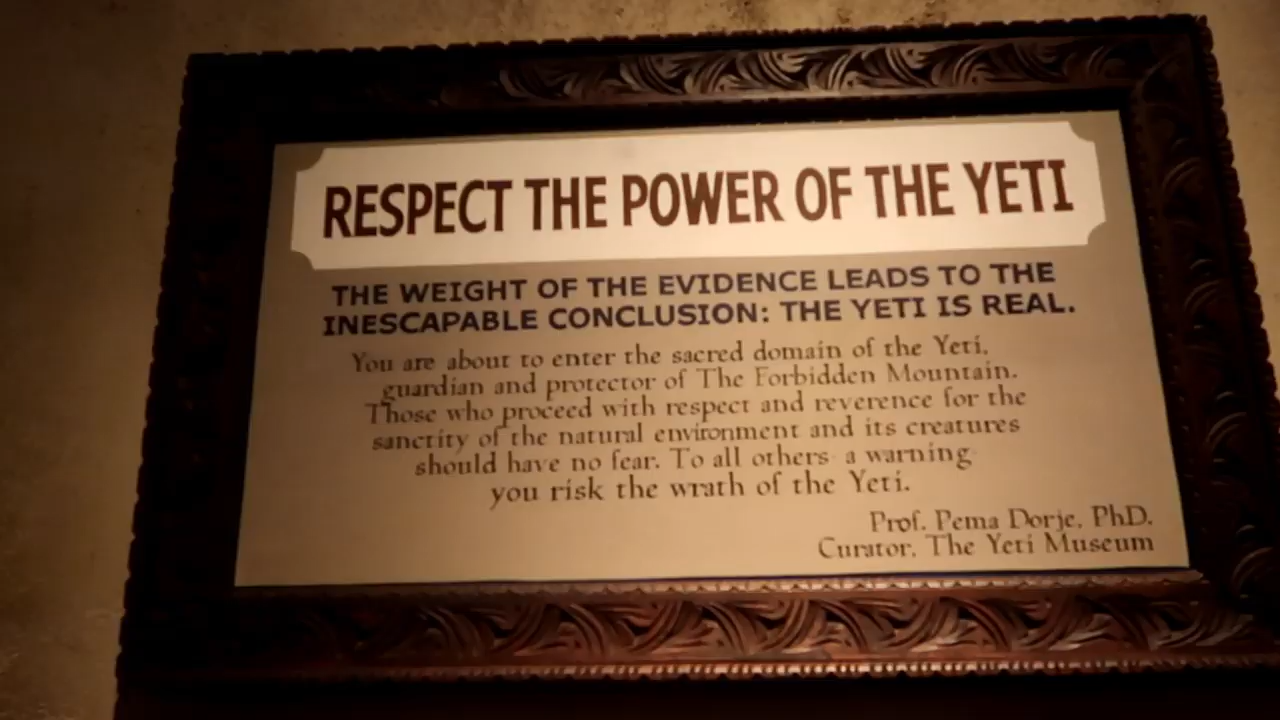 RESPECT THE POWER OF THE YETI
THE WEIGHT OF THE EVIDENCE LEADS TO THE
INESCAPABLE CONCLUSION: THE YETI IS REAL.
You are about to enter the sacred domain of the Yeti,
guardian and protector of The Forbidden Mountain.
Those who proceed with respect and reverence for the
sanctity of the natural environment and its creatures
should have no fear. To all others a warning
you risk the wrath of the Yeti.
Prof. Pema Dorje, PhD.
Curator, The Yeti Museum